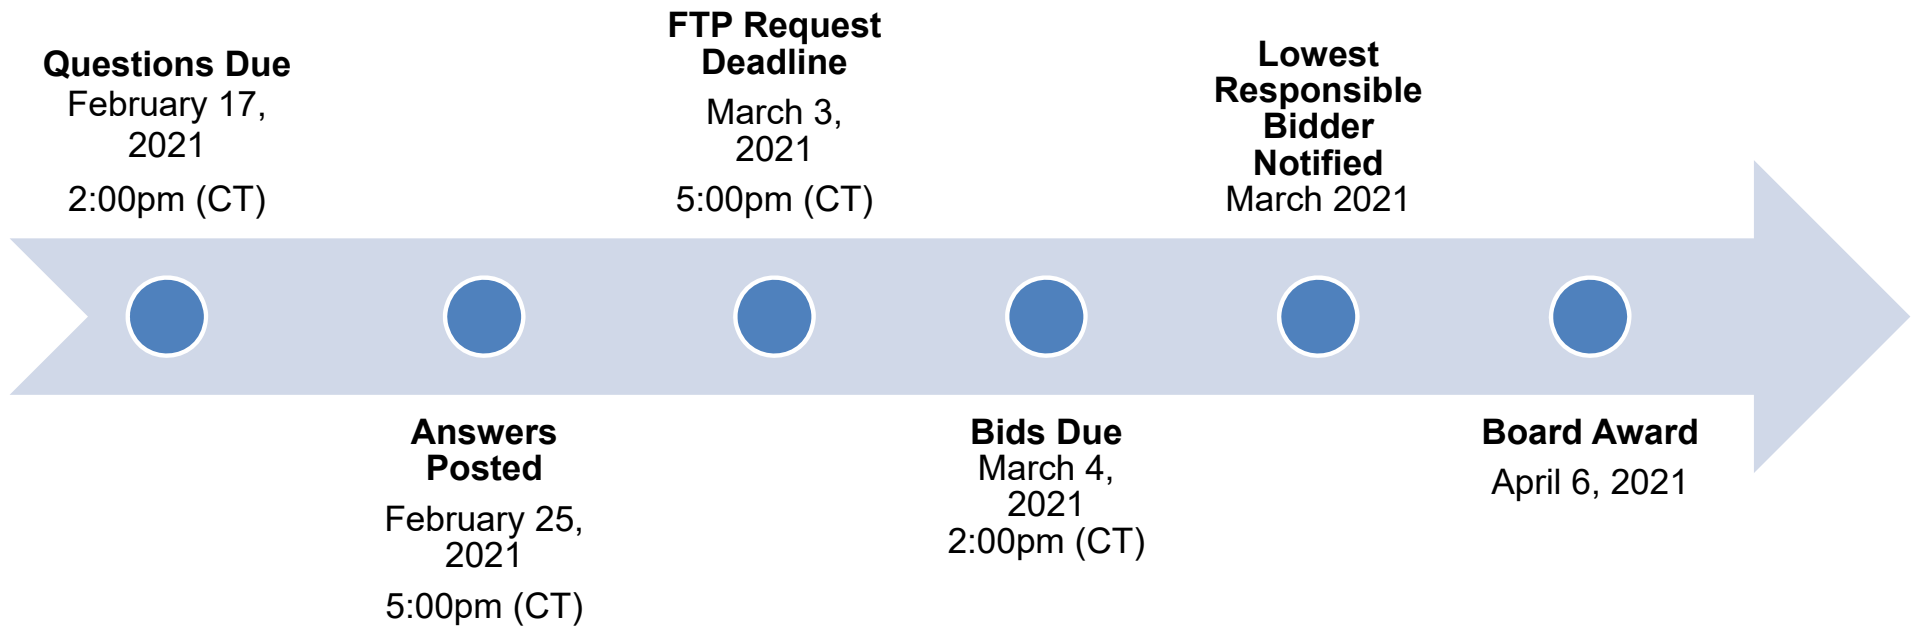 Questions Due
February 17,
2021
2:00pm (CT)
Answers
Posted
February 25,
2021
5:00pm (CT)
FTP Request
Deadline
March 3,
2021
5:00pm (CT)
Bids Due
March 4,
2021
2:00pm (CT)
Lowest
Responsible
Bidder
Notified
March 2021
Board Award
April 6, 2021